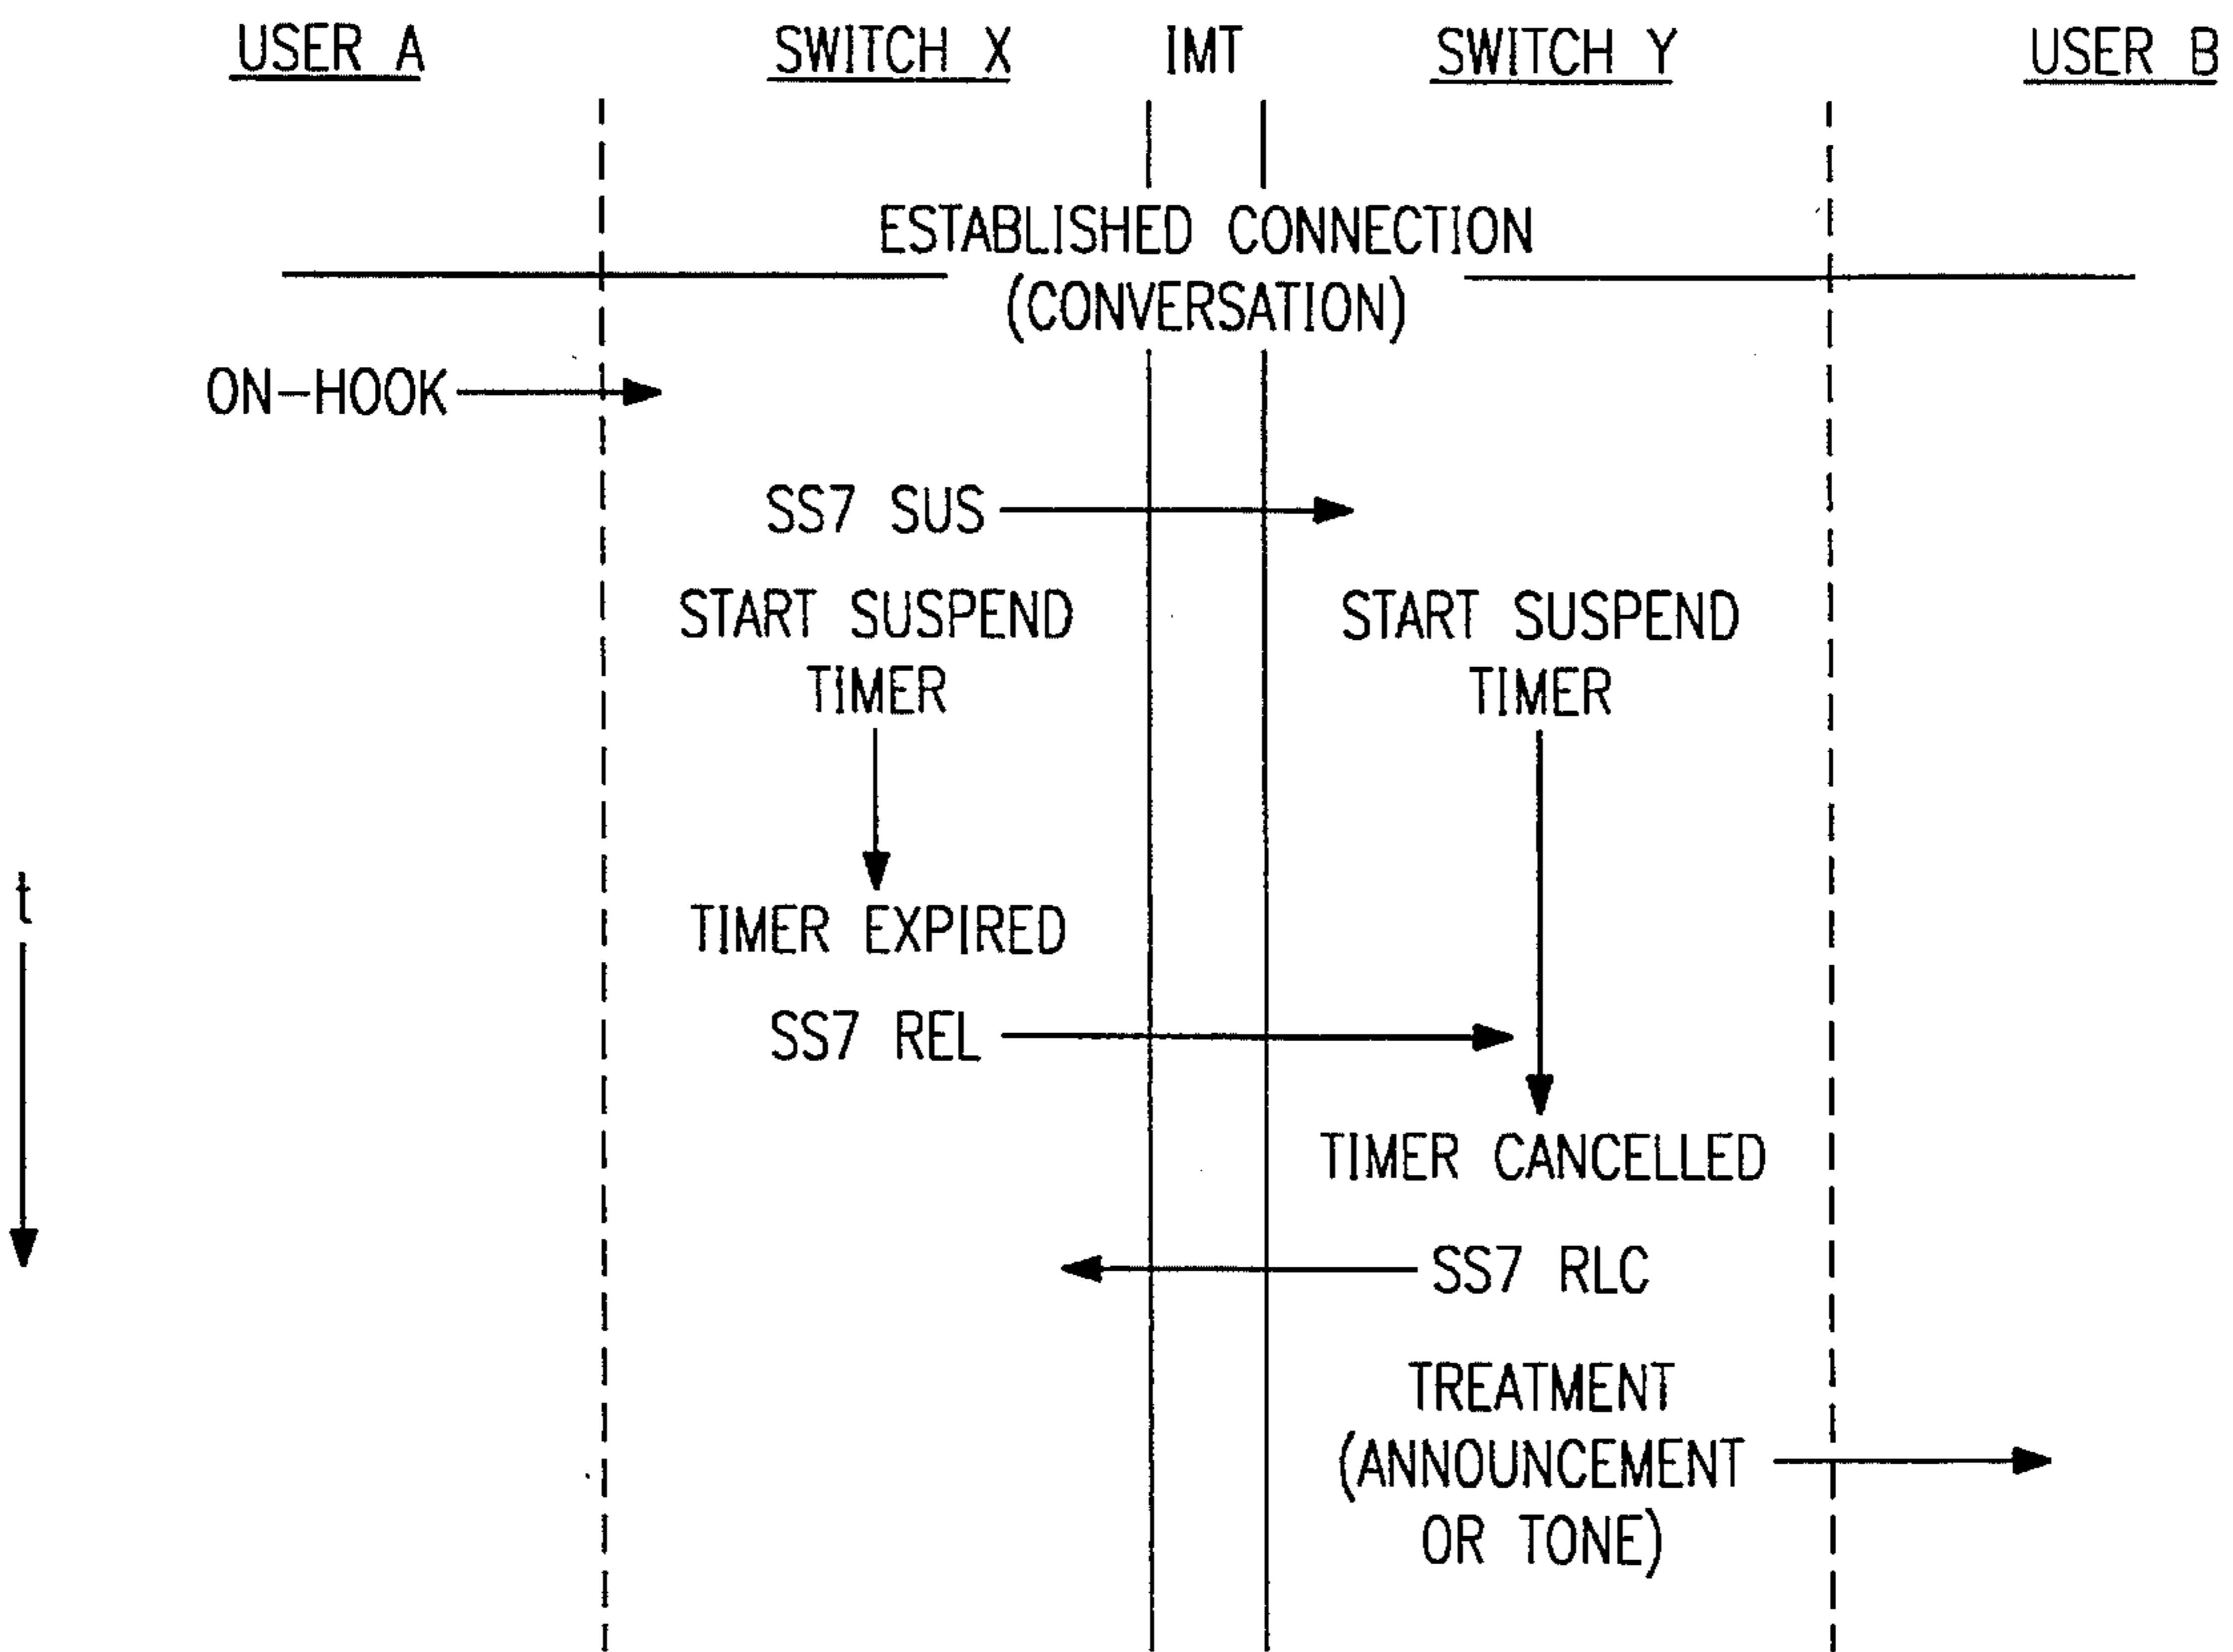 USER A
SWITCH X
IMT
SWITCH Y
USER B
ESTABLISHED CONNECTION
(CONVERSATION)
ON-HOOK
SS7 SUS
START SUSPEND
TIMER
START SUSPEND
TIMER
t
TIMER EXPIRED
SS7 REL
TIMER CANCELLED
SS7 RLC
TREATMENT
(ANNOUNCEMENT
OR TONE)